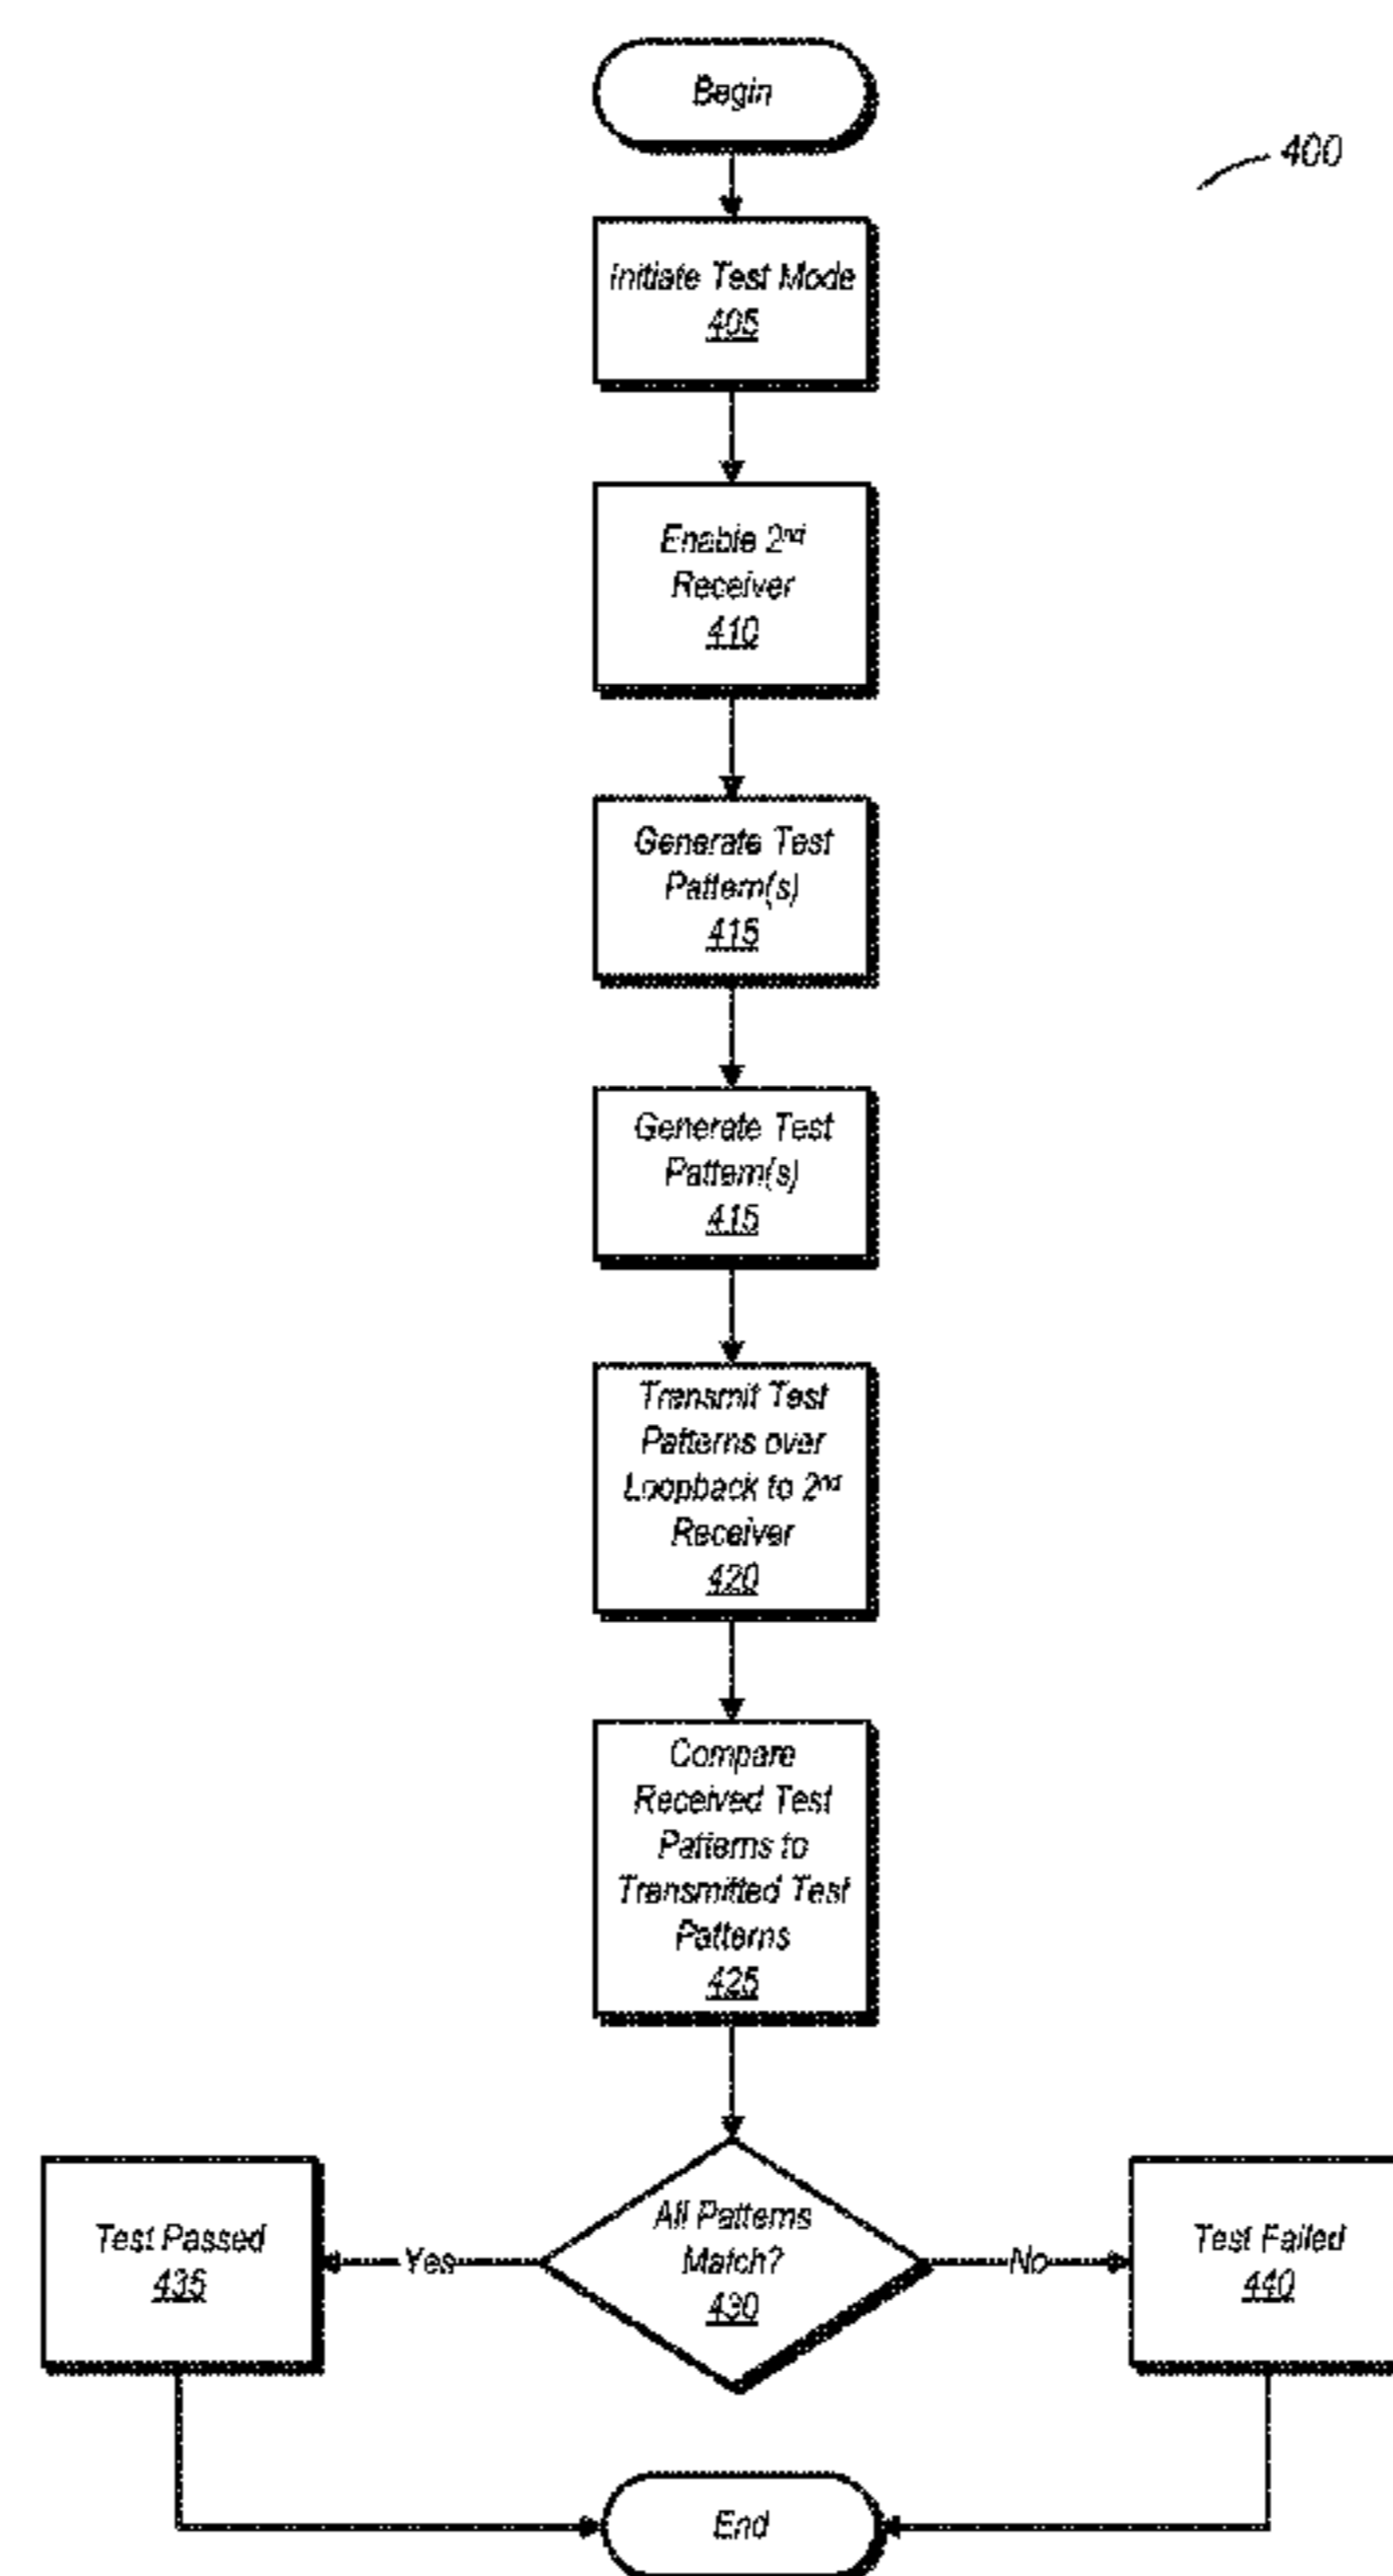 Begin
400
Initiate Test Mode
405
Enable 2nd
Receiver
410
Generate Test
Pattern(s)
415
Generate Test
Pattern(s)
415
Transmit Test
Patterns over
Loopback to 2nd
Receiver
420
Compare
Received Test
Patterns to
Transmitted Test
Patterns
425
All Patterns
Match?
430
Yes
No
Test Passed
435
Test Failed
440
End